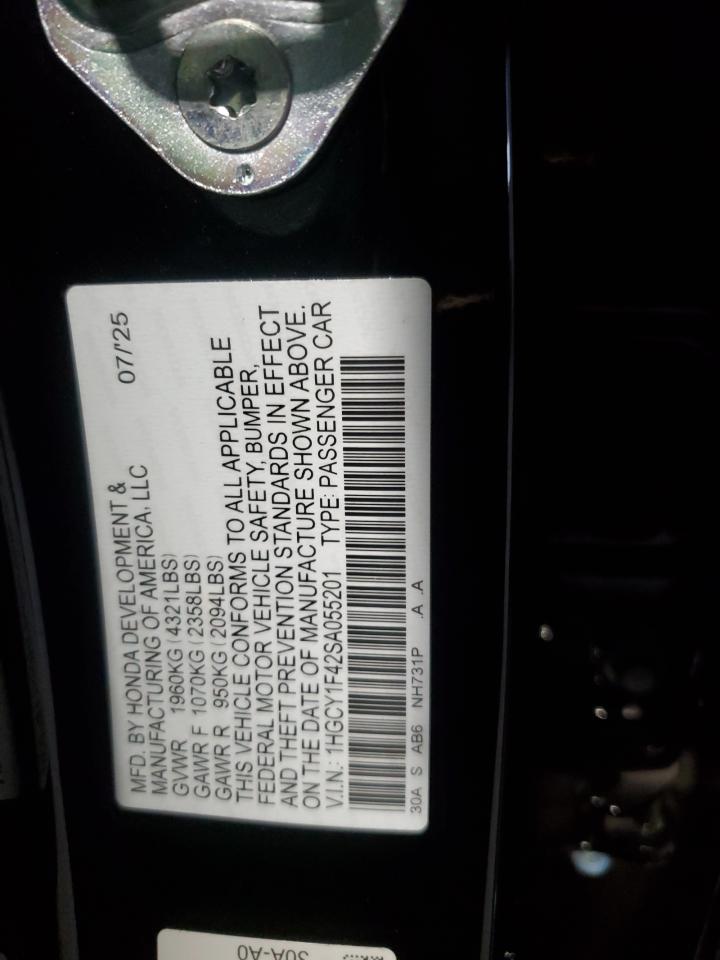 MFD. BY HONDA DEVELOPMENT & 07/'25
MANUFACTURING OF AMERICA, LLC
GVWR 1960KG (4321LBS)
GAWR F 1070KG (2358LBS)
GAWR R 950KG (2094LBS)
THIS VEHICLE CONFORMS TO ALL APPLICABLE
FEDERAL MOTOR VEHICLE SAFETY, BUMPER,
AND THEFT PREVENTION STANDARDS IN EFFECT
ON THE DATE OF MANUFACTURE SHOWN ABOVE.
V.I.N.: 1HGCY1F42SA055201 TYPE: PASSENGER CAR
30A S AB6 NH731P .A .A
30A-A0